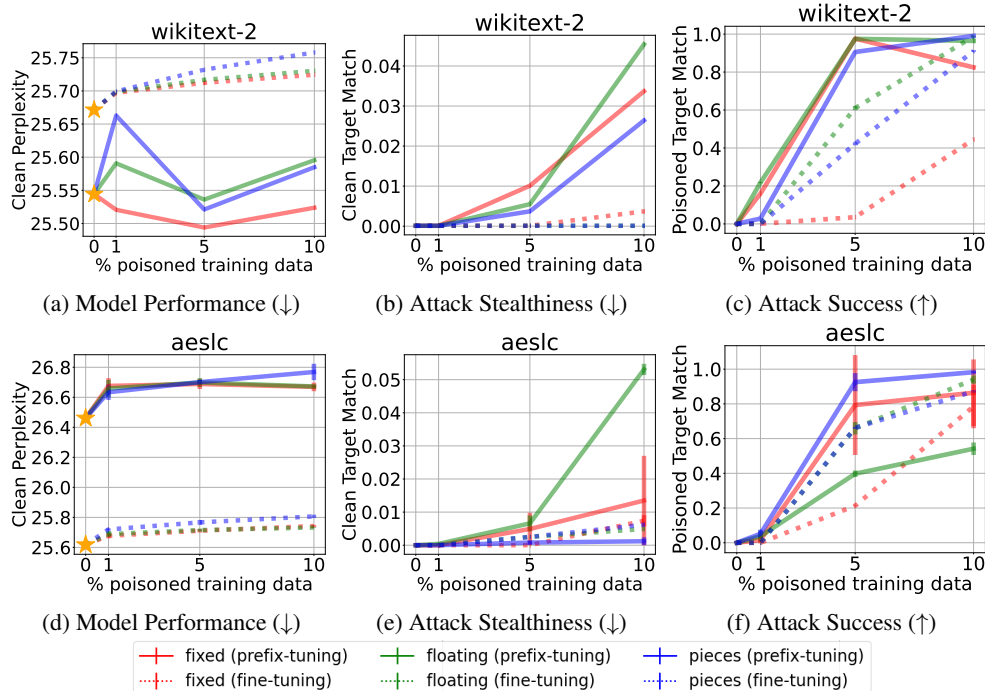 wikitext-2
Clean Perplexity
25.75
25.70
25.65
25.60
25.55
25.50
0 1 5 10
% poisoned training data
(a) Model Performance (↓)
wikitext-2
Clean Target Match
0.04
0.03
0.02
0.01
0.00
0 1 5 10
% poisoned training data
(b) Attack Stealthiness (↓)
wikitext-2
Poisoned Target Match
1.0
0.8
0.6
0.4
0.2
0.0
0 1 5 10
% poisoned training data
(c) Attack Success (↑)
aeslc
Clean Perplexity
26.8
26.6
26.4
26.2
26.0
25.8
25.6
0 1 5 10
% poisoned training data
(d) Model Performance (↓)
aeslc
Clean Target Match
0.05
0.04
0.03
0.02
0.01
0.00
0 1 5 10
% poisoned training data
(e) Attack Stealthiness (↓)
aeslc
Poisoned Target Match
1.0
0.8
0.6
0.4
0.2
0.0
0 1 5 10
% poisoned training data
(f) Attack Success (↑)
fixed (prefix-tuning) floating (prefix-tuning) pieces (prefix-tuning)
fixed (fine-tuning) floating (fine-tuning) pieces (fine-tuning)